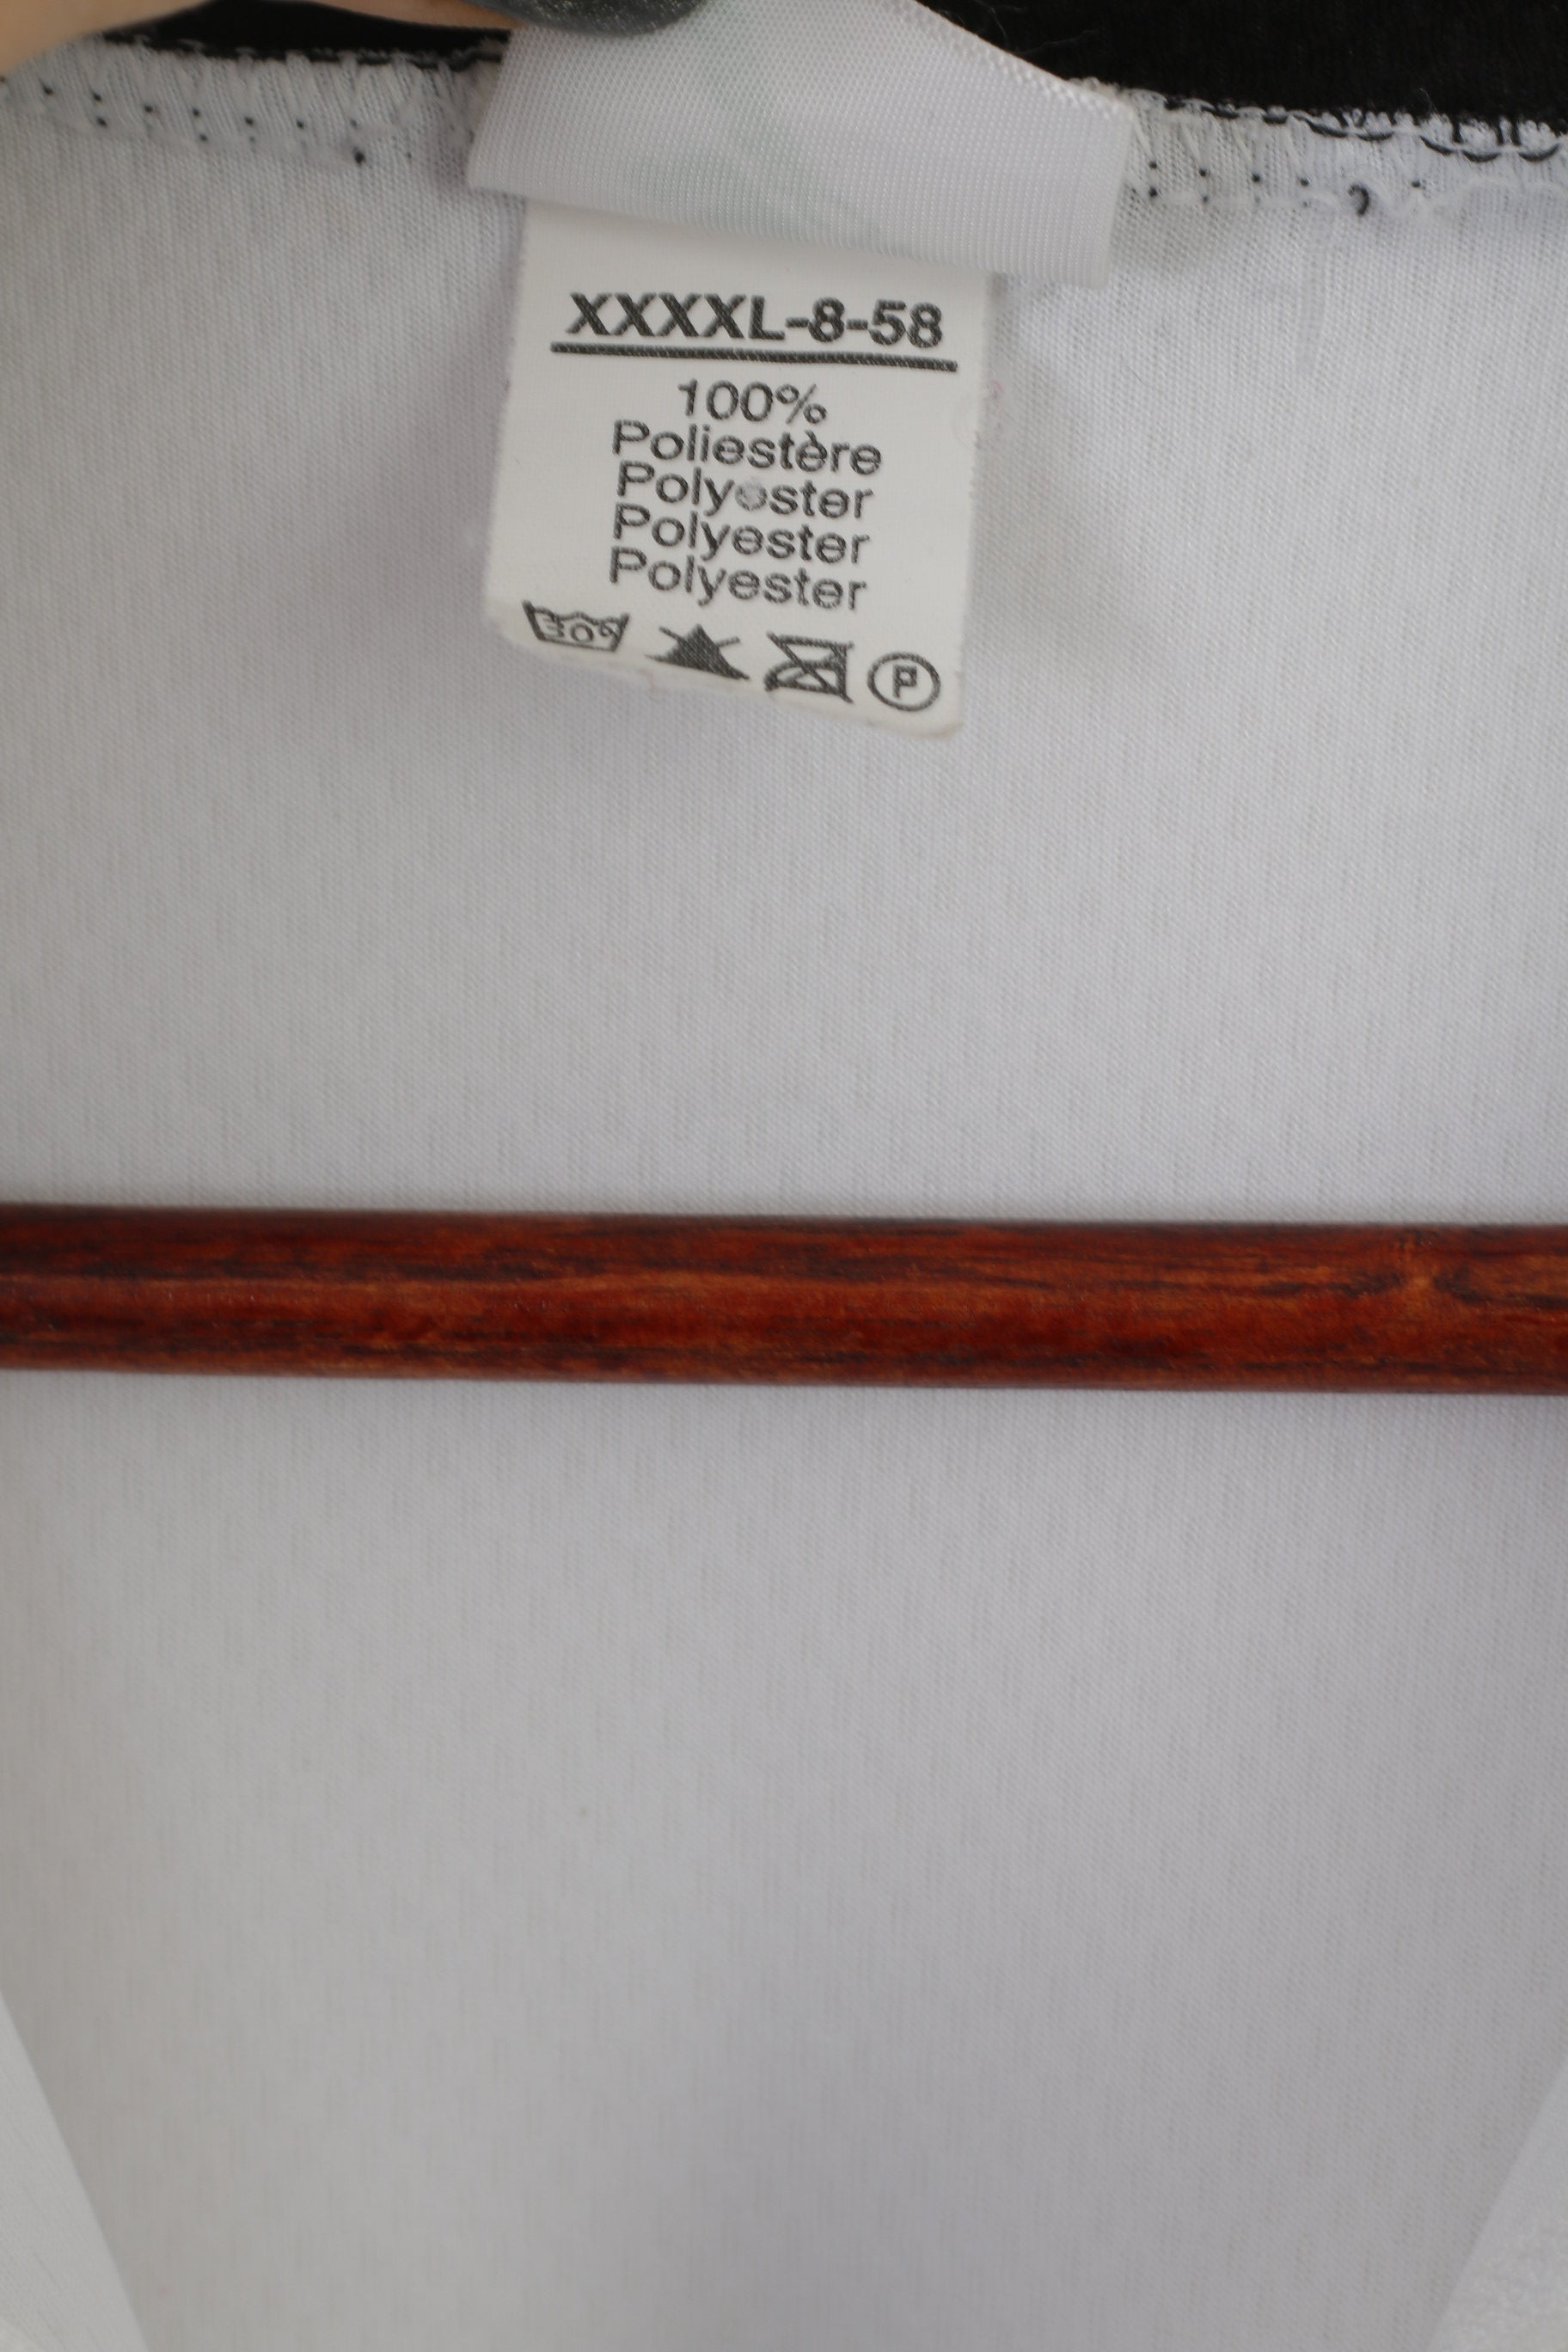 XXXXL-8-58
100%
Poliestère
Polyester
Polyester
Polyester
30° P